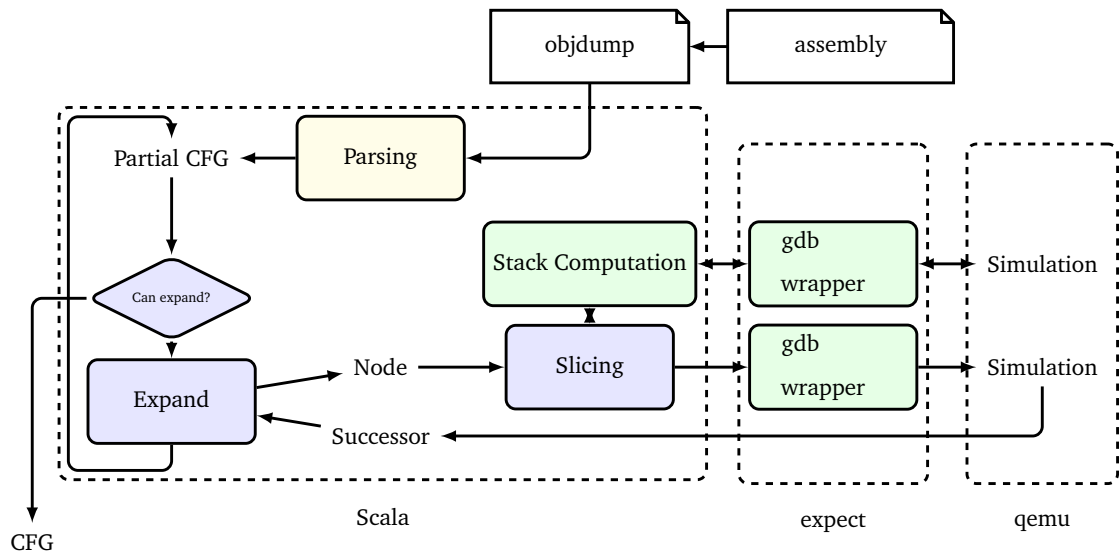 objdump
assembly
Partial CFG
Parsing
Stack Computation
gdb
wrapper
Simulation
Can expand?
Node
Slicing
gdb
wrapper
Simulation
Expand
Successor
Scala
expect
qemu
CFG